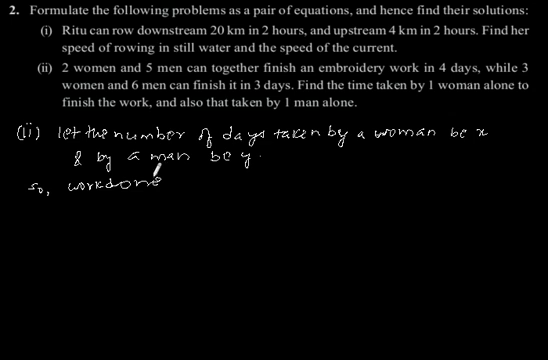 2. Formulate the following problems as a pair of equations, and hence find their solutions:
(i) Ritu can row downstream 20 km in 2 hours, and upstream 4 km in 2 hours. Find her
speed of rowing in still water and the speed of the current.
(ii) 2 women and 5 men can together finish an embroidery work in 4 days, while 3
women and 6 men can finish it in 3 days. Find the time taken by 1 woman alone to
finish the work, and also that taken by 1 man alone.
(ii) let the number of days taken by a woman be x
& by a man be y.
so, workdone